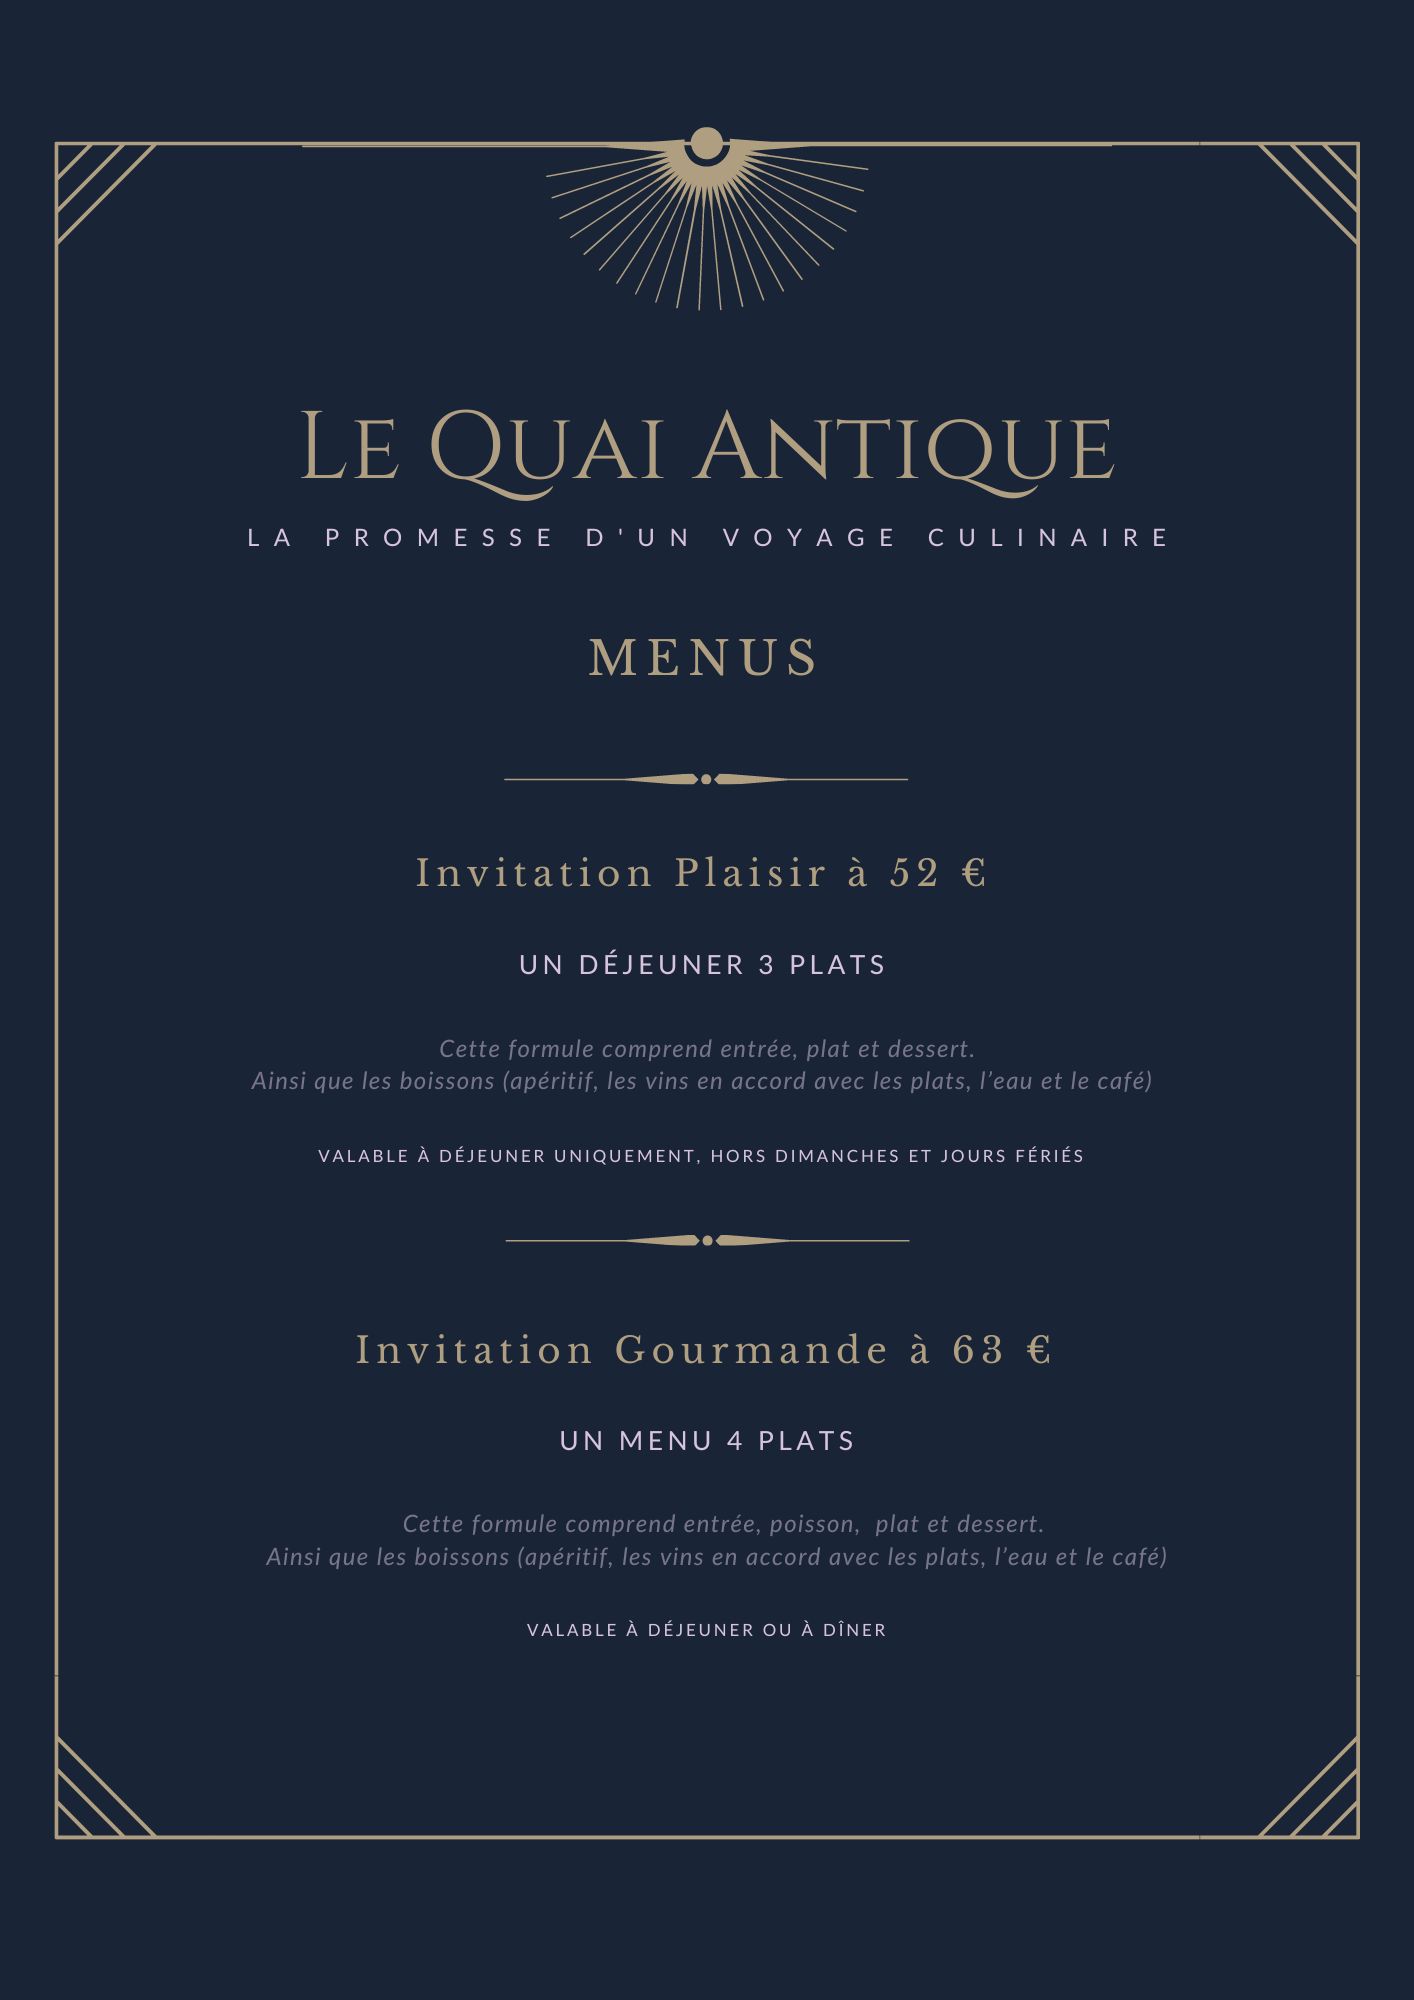 LE QUAI ANTIQUE
LA PROMESSE D'UN VOYAGE CULINAIRE
MENUS
Invitation Plaisir à 52 €
UN DÉJEUNER 3 PLATS
Cette formule comprend entrée, plat et dessert.
Ainsi que les boissons (apéritif, les vins en accord avec les plats, l’eau et le café)
VALABLE À DÉJEUNER UNIQUEMENT, HORS DIMANCHES ET JOURS FÉRIÉS
Invitation Gourmande à 63 €
UN MENU 4 PLATS
Cette formule comprend entrée, poisson, plat et dessert.
Ainsi que les boissons (apéritif, les vins en accord avec les plats, l’eau et le café)
VALABLE À DÉJEUNER OU À DÎNER